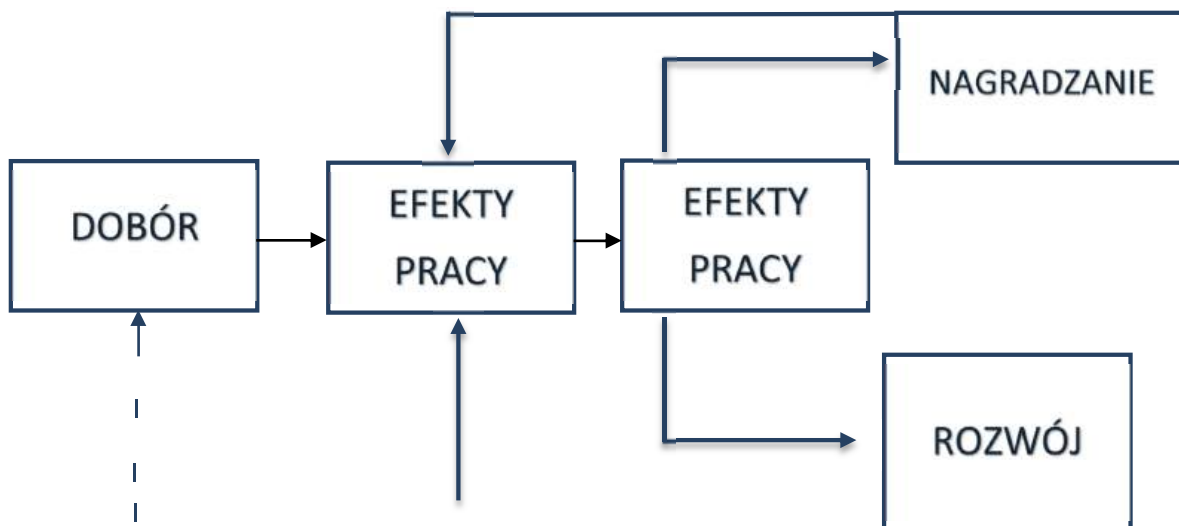 NAGRADZANIE
DOBÓR
EFEKTY
PRACY
EFEKTY
PRACY
ROZWÓJ